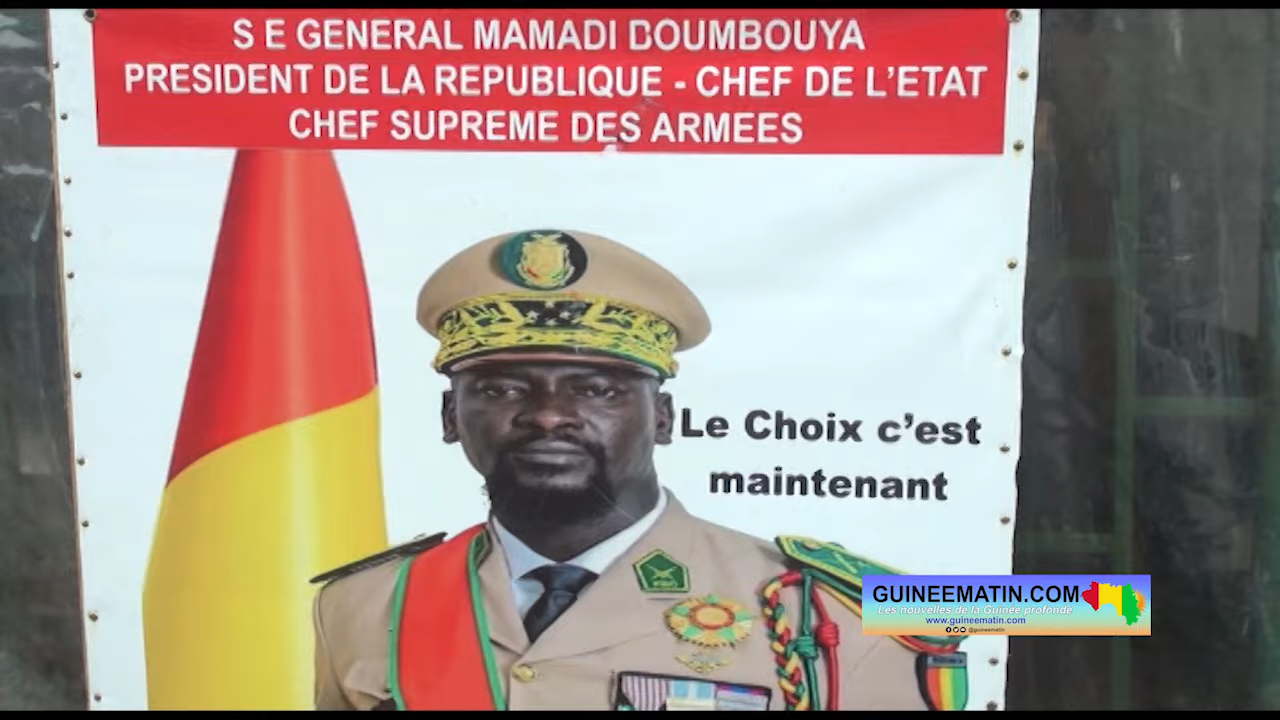 S E GENERAL MAMADI DOUMBOUYA
PRESIDENT DE LA REPUBLIQUE - CHEF DE L'ETAT
CHEF SUPREME DES ARMEES
Le Choix c'est
maintenant
GUINEEMATIN.COM
Les nouvelles de la Guinée profonde
www.guineematin.com
@guineematin